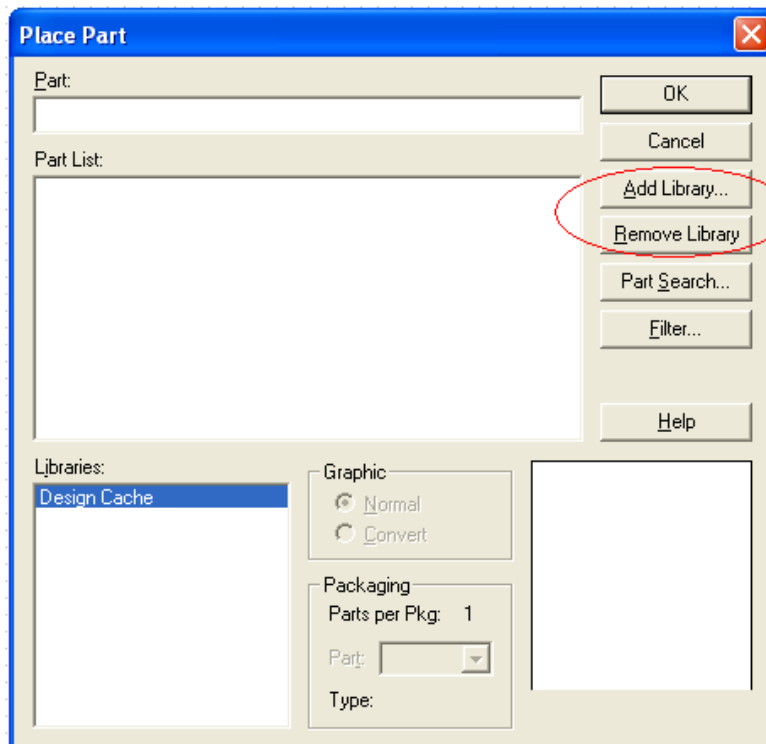 Place Part
Part:
OK
Cancel
Part List:
Add Library...
Remove Library
Part Search...
Filter...
Help
Libraries:
Design Cache
Graphic
Normal
Convert
Packaging
Parts per Pkg: 1
Part:
Type: